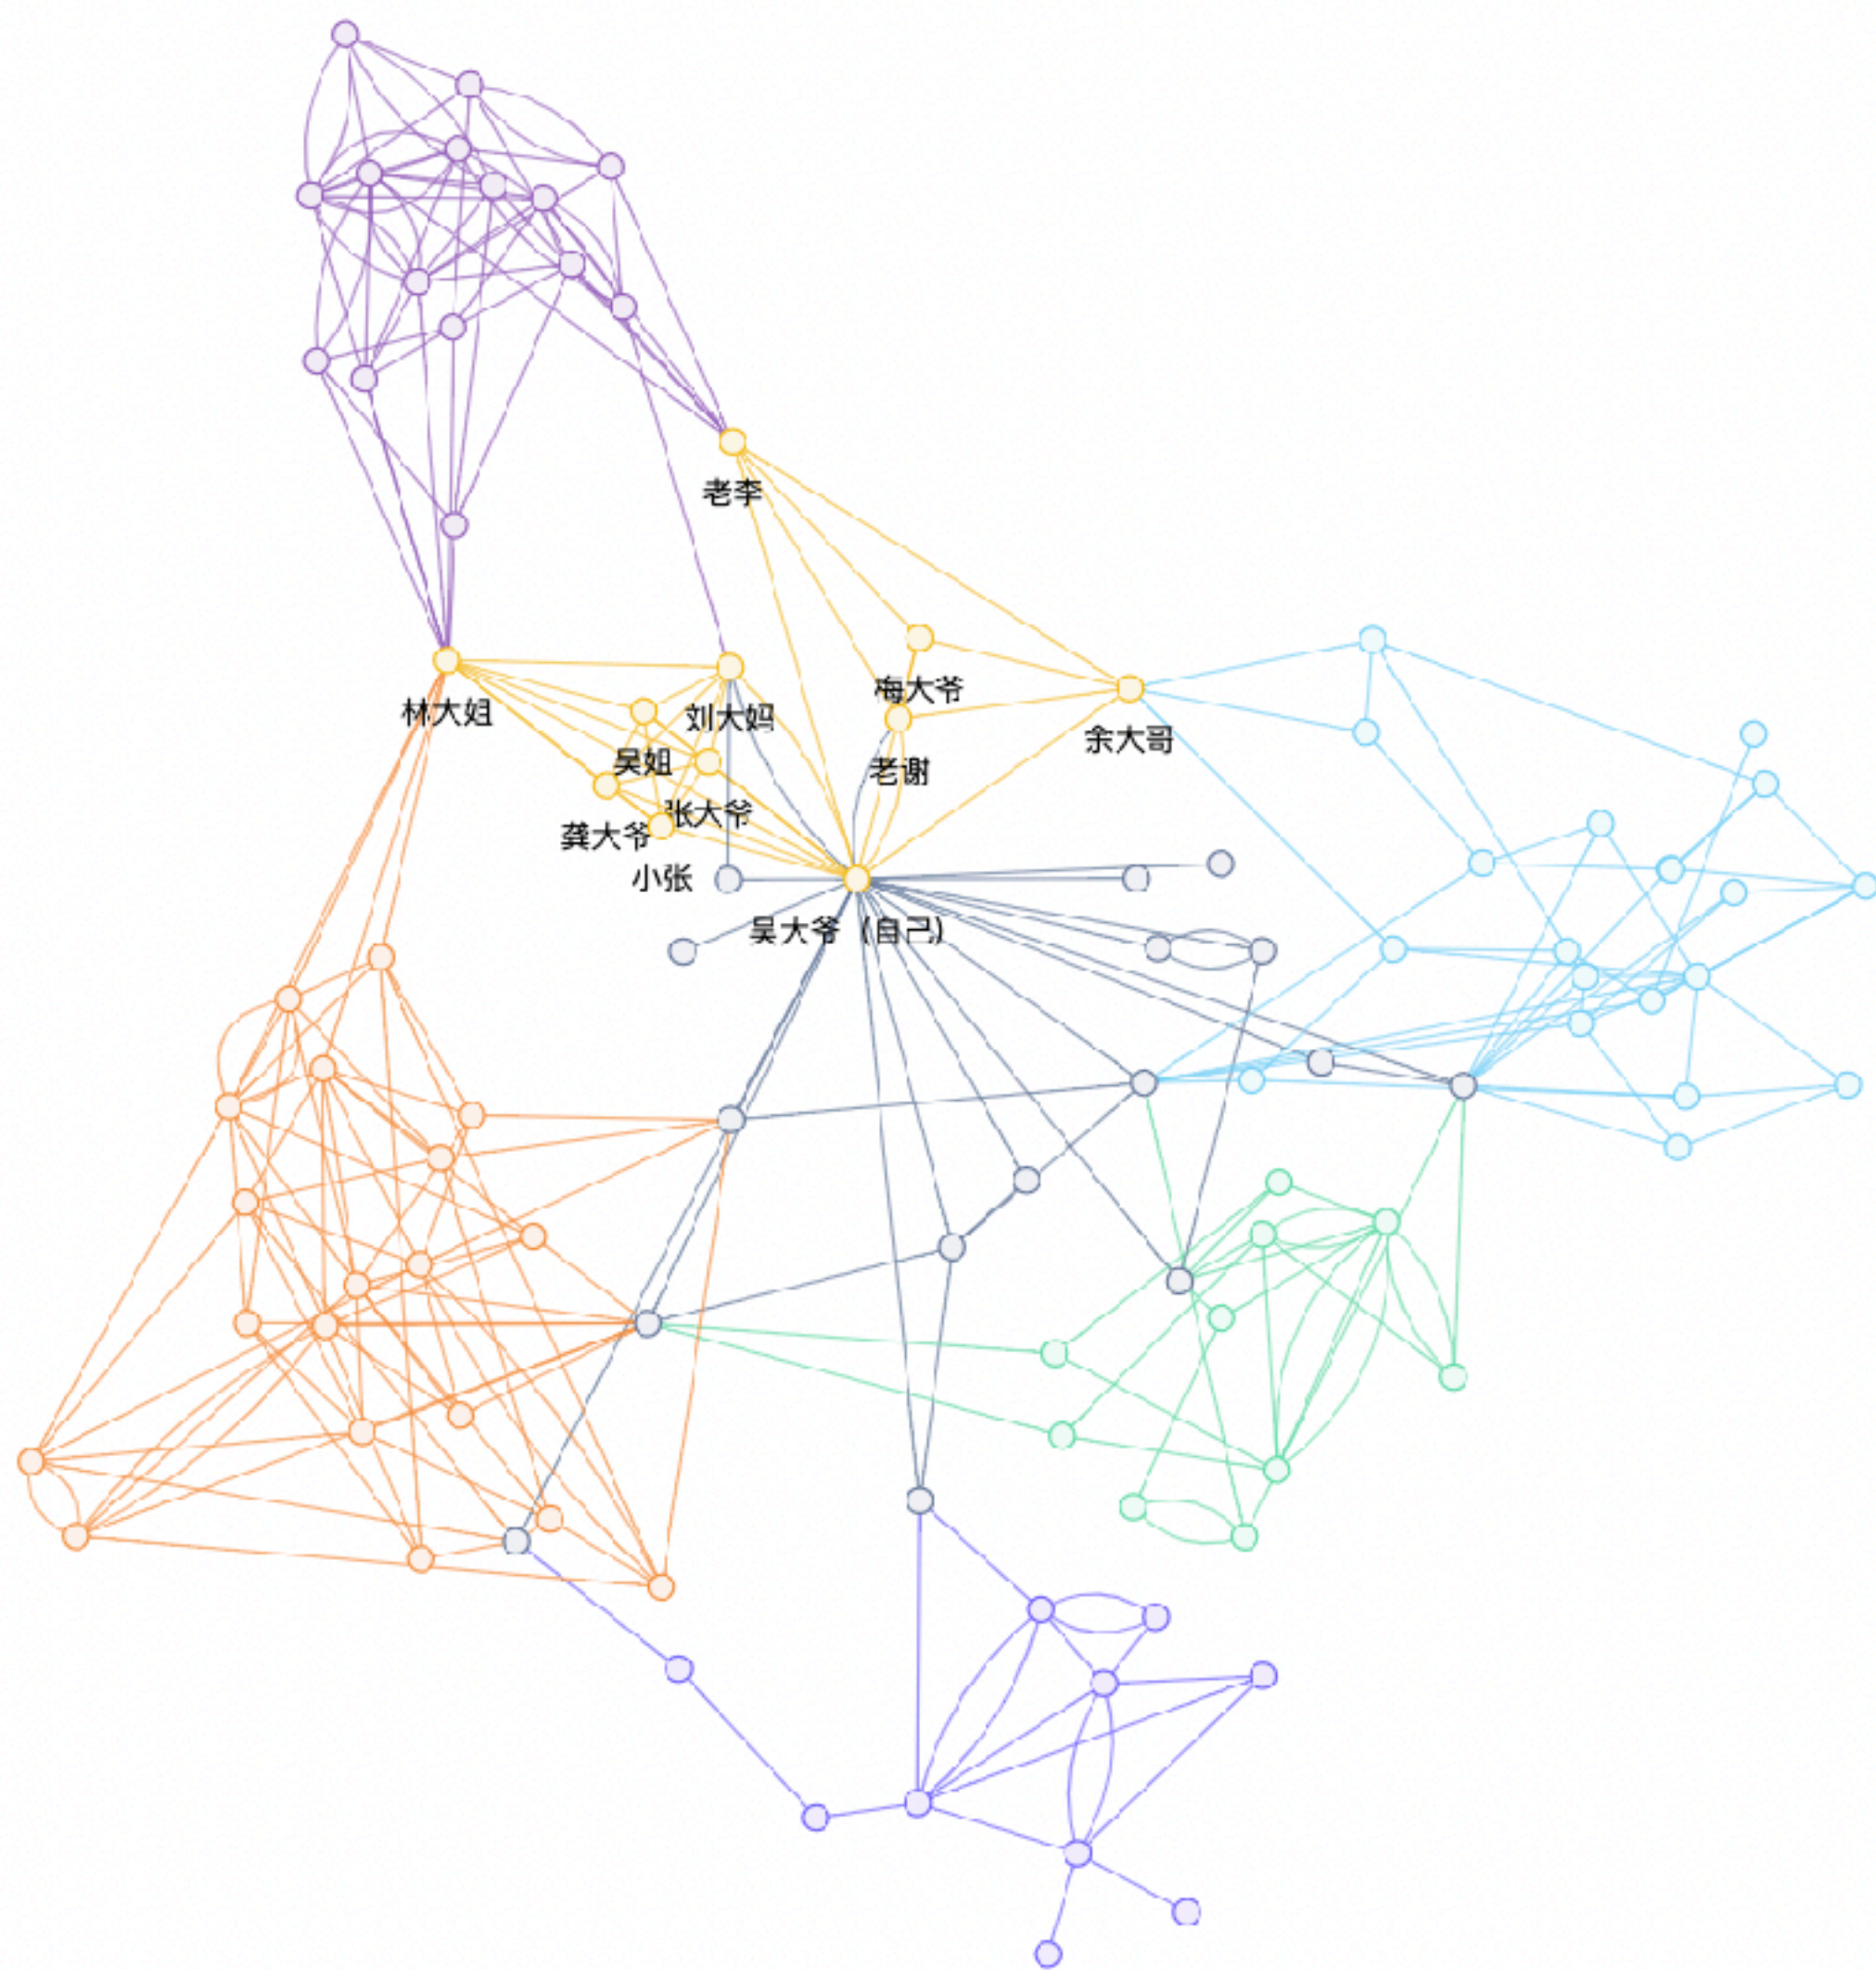 老李
梅大爷
林大姐
刘大妈
余大哥
吴姐
老谢
张大爷
龚大爷
小张
吴大爷（自己）